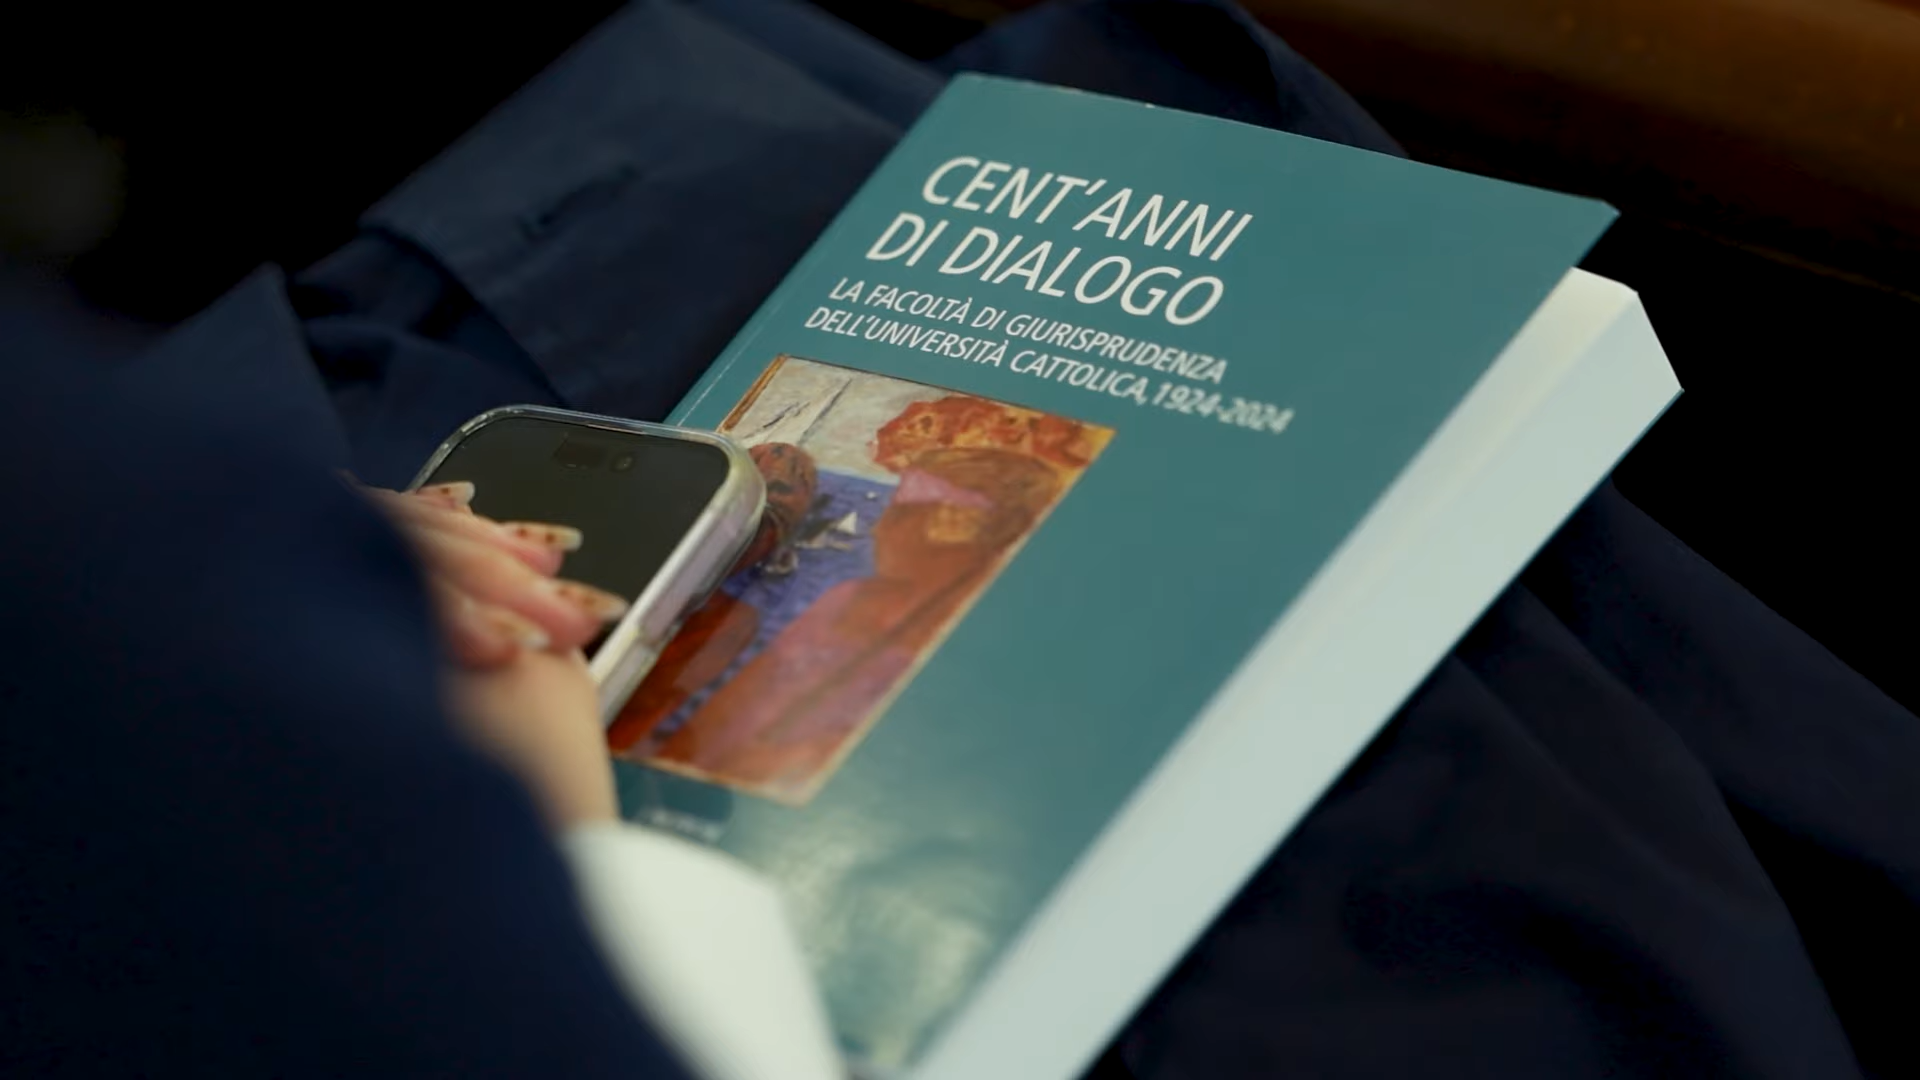 CENT'ANNI
DI DIALOGO
LA FACOLTÀ DI GIURISPRUDENZA
DELL'UNIVERSITÀ CATTOLICA, 1924-2024